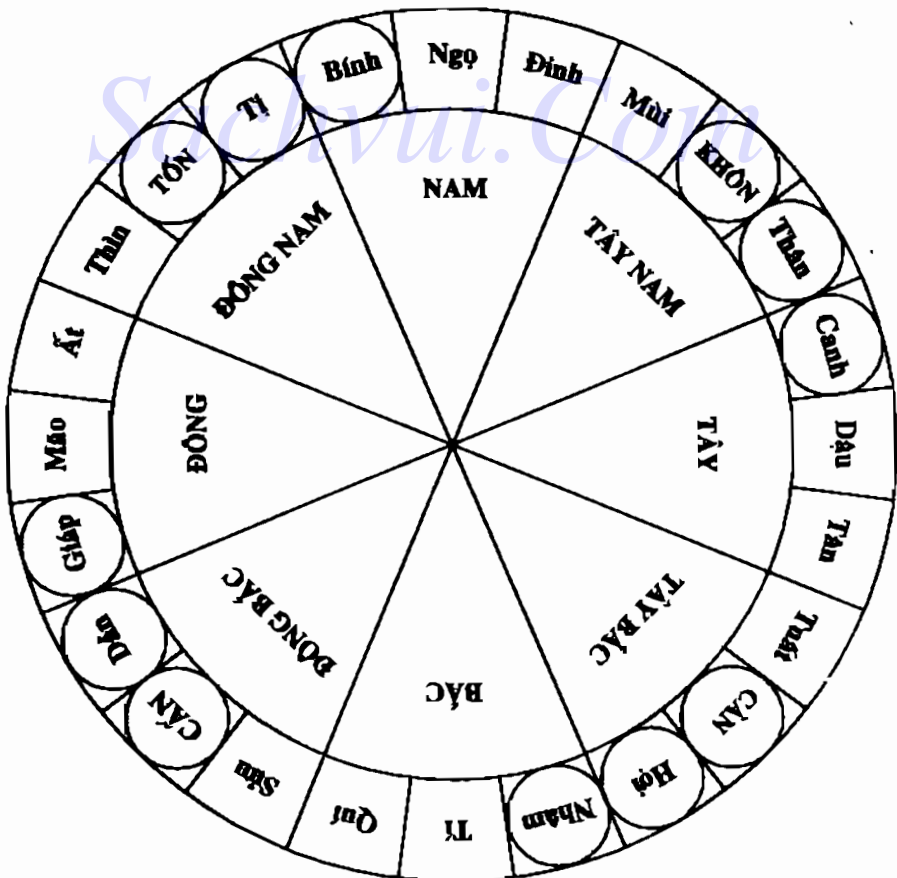 Sachvui.Com
Bính
Ngọ
Đinh
Mùi
KHÔN
Thân
Canh
Dậu
Tân
Tuất
CÀN
Hợi
Nhâm
Tí
Quí
Sửu
CẤN
Dần
Giáp
Mão
Ất
Thìn
TỐN
Tị
NAM
TÂY NAM
TÂY
TÂY BẮC
BẮC
ĐÔNG BẮC
ĐÔNG
ĐÔNG NAM